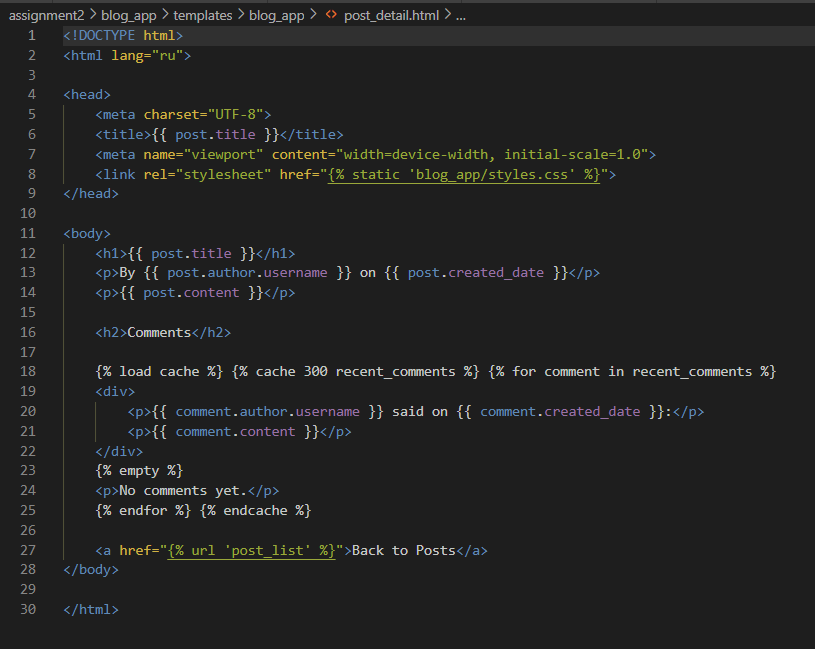 assignment2 > blog_app > templates > blog_app > <> post_detail.html > ...
1 <!DOCTYPE html>
2 <html lang="ru">
3
4 <head>
5     <meta charset="UTF-8">
6     <title>{{ post.title }}</title>
7     <meta name="viewport" content="width=device-width, initial-scale=1.0">
8     <link rel="stylesheet" href="{% static 'blog_app/styles.css' %}">
9 </head>
10
11 <body>
12     <h1>{{ post.title }}</h1>
13     <p>By {{ post.author.username }} on {{ post.created_date }}</p>
14     <p>{{ post.content }}</p>
15
16     <h2>Comments</h2>
17
18     {% load cache %} {% cache 300 recent_comments %} {% for comment in recent_comments %}
19     <div>
20         <p>{{ comment.author.username }} said on {{ comment.created_date }}:</p>
21         <p>{{ comment.content }}</p>
22     </div>
23     {% empty %}
24     <p>No comments yet.</p>
25     {% endfor %} {% endcache %}
26
27     <a href="{% url 'post_list' %}">Back to Posts</a>
28 </body>
29
30 </html>